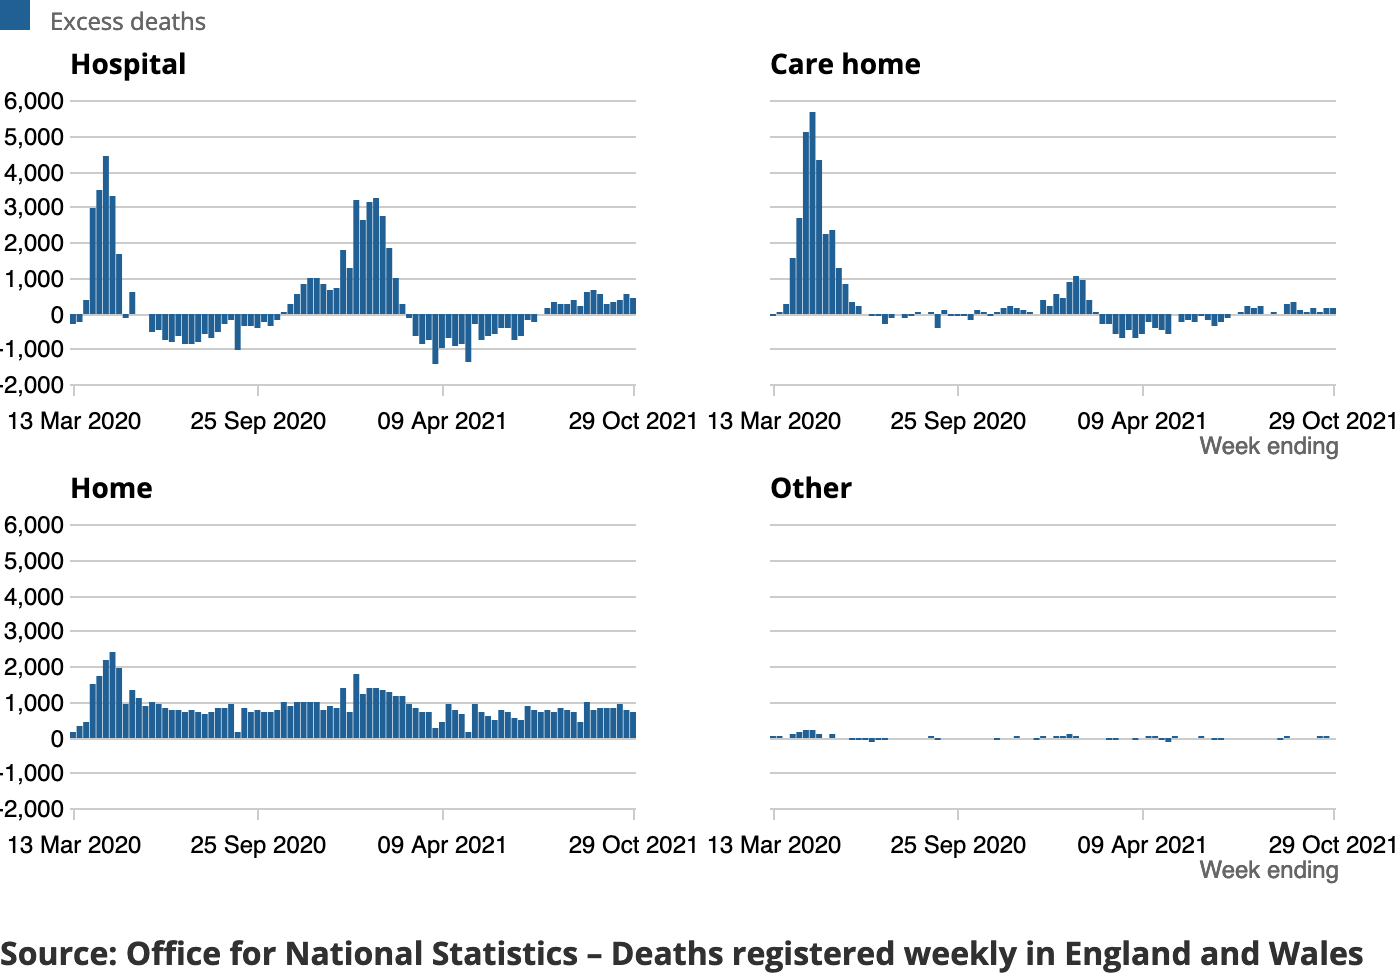 Excess deaths
Hospital
6,000
5,000
4,000
3,000
2,000
1,000
0
-1,000
-2,000
13 Mar 2020 25 Sep 2020 09 Apr 2021 29 Oct 2021
Care home
13 Mar 2020 25 Sep 2020 09 Apr 2021 29 Oct 2021
Week ending
Home
6,000
5,000
4,000
3,000
2,000
1,000
0
-1,000
-2,000
13 Mar 2020 25 Sep 2020 09 Apr 2021 29 Oct 2021
Other
13 Mar 2020 25 Sep 2020 09 Apr 2021 29 Oct 2021
Week ending
Source: Office for National Statistics – Deaths registered weekly in England and Wales